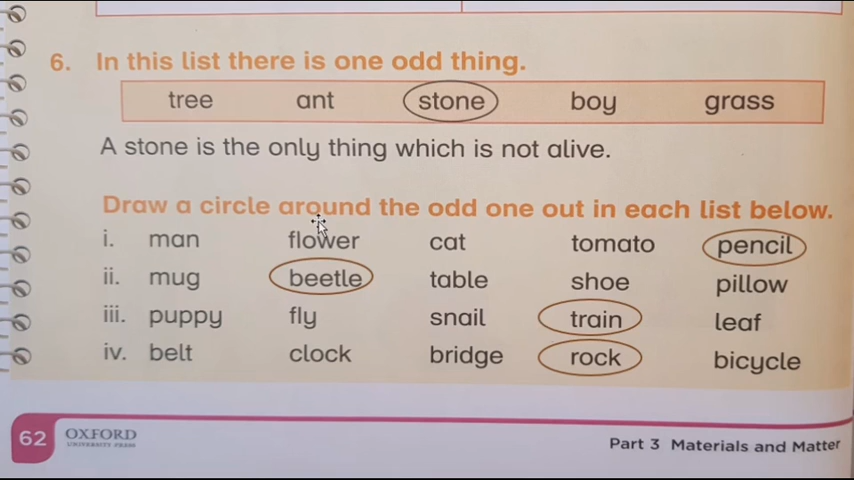 6. In this list there is one odd thing.
tree ant stone boy grass
A stone is the only thing which is not alive.
Draw a circle around the odd one out in each list below.
i. man flower cat tomato pencil
ii. mug beetle table shoe pillow
iii. puppy fly snail train leaf
iv. belt clock bridge rock bicycle
62 OXFORD
UNIVERSITY PRESS
Part 3 Materials and Matter